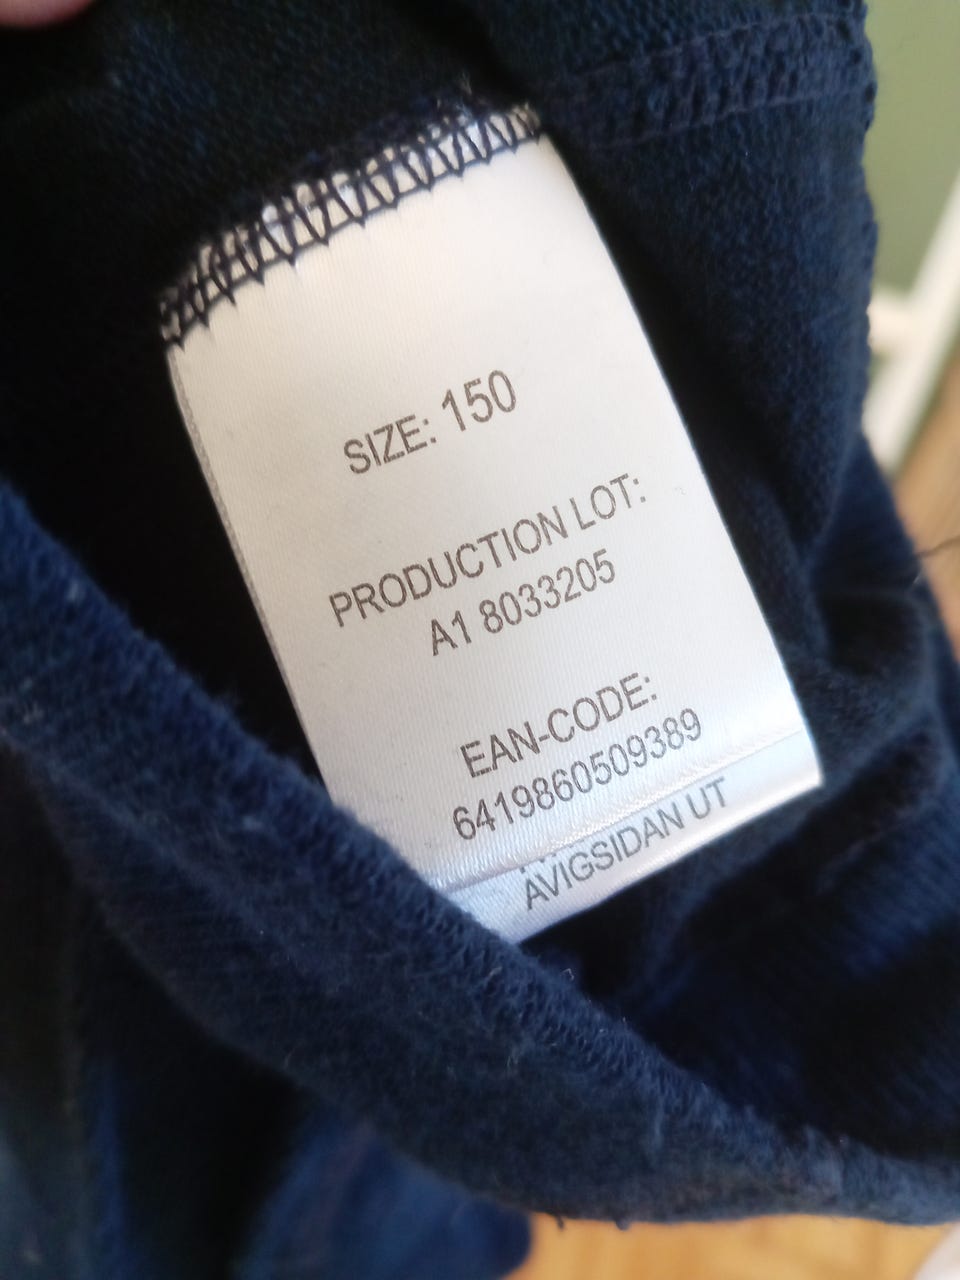 SIZE: 150
PRODUCTION LOT:
A1 8033205
EAN-CODE:
6419860509389
AVIGSIDAN UT